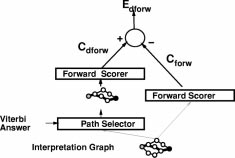 E_dforw
+
−
C_dforw
C_forw
Forward Scorer
Forward Scorer
Viterbi
Answer
Path Selector
Interpretation Graph